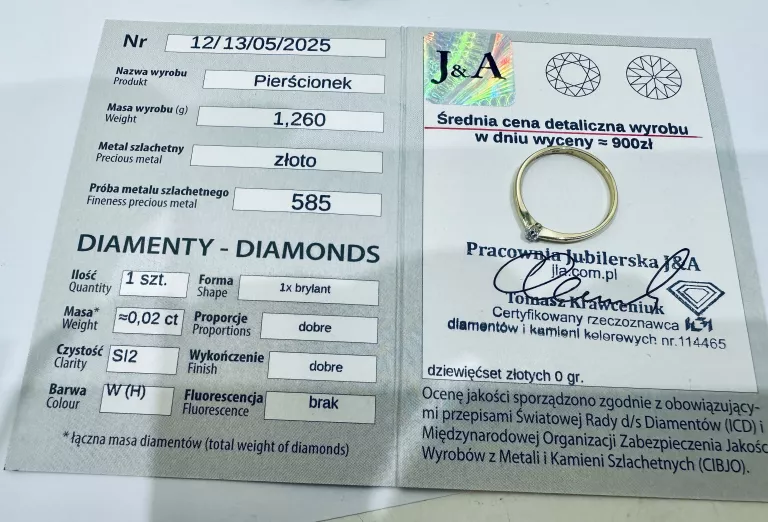 Nr 12/13/05/2025
Nazwa wyrobu
Produkt
Pierścionek
Masa wyrobu (g)
Weight
1,260
Metal szlachetny
Precious metal
złoto
Próba metalu szlachetnego
Fineness precious metal
585
DIAMENTY - DIAMONDS
Ilość
Quantity
1 szt.
Forma
Shape
1x brylant
Masa*
Weight
≈0,02 ct
Proporcje
Proportions
dobre
Czystość
Clarity
SI2
Wykończenie
Finish
dobre
Barwa
Colour
W (H)
Fluorescencja
Fluorescence
brak
*łączna masa diamentów (total weight of diamonds)
J&A
Średnia cena detaliczna wyrobu
w dniu wyceny ≈ 900zł
Pracownia Jubilerska J&A
jla.com.pl
Tomasz Krawceniuk
Certyfikowany rzeczoznawca
diamentów i kamieni kolorowych nr.114465
dziewięćset złotych 0 gr.
Ocenę jakości sporządzono zgodnie z obowiązujący-
mi przepisami Światowej Rady d/s Diamentów (ICD) i
Międzynarodowej Organizacji Zabezpieczenia Jakośc
Wyrobów z Metali i Kamieni Szlachetnych (CIBJO).